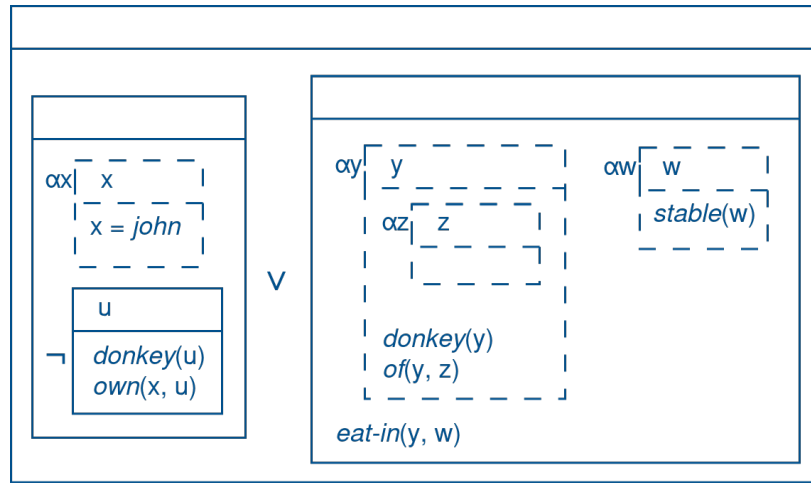 αx x
x = john
¬
u
donkey(u)
own(x, u)
∨
αy y
αz z
donkey(y)
of(y, z)
eat-in(y, w)
αw w
stable(w)